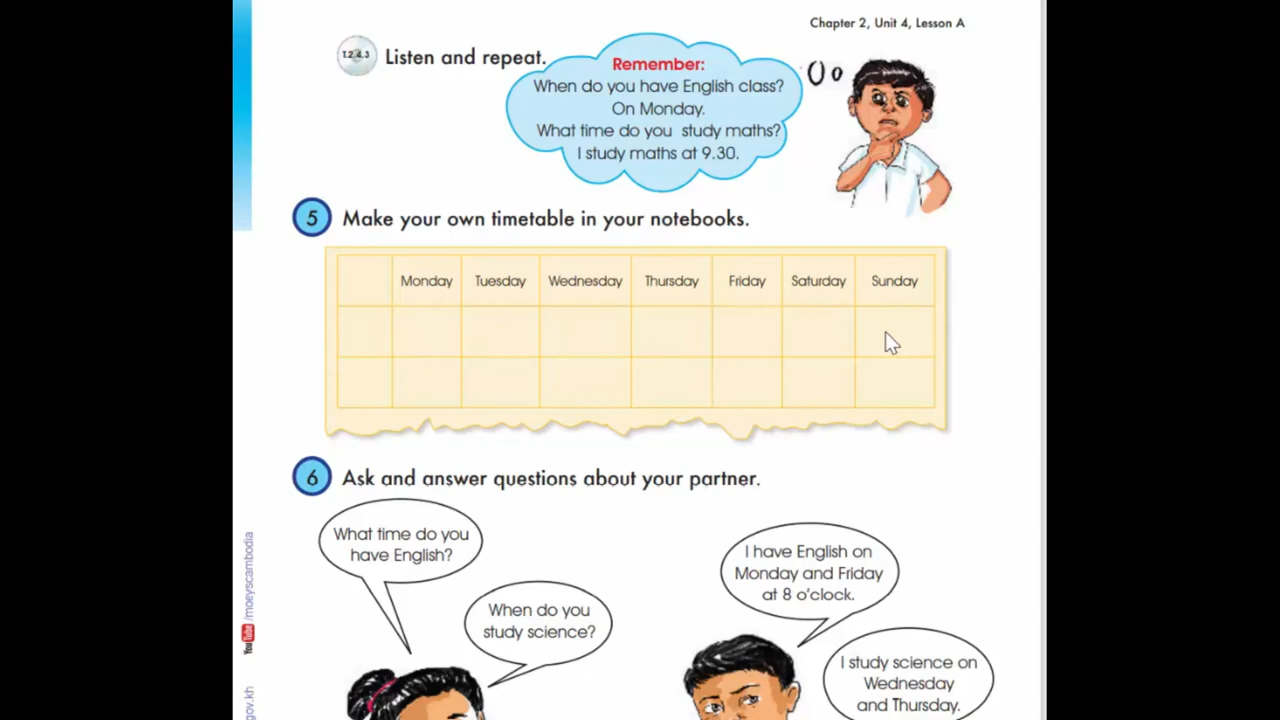 Chapter 2, Unit 4, Lesson A
1.2.4.3 Listen and repeat.
Remember:
When do you have English class?
On Monday.
What time do you study maths?
I study maths at 9.30.
5 Make your own timetable in your notebooks.
Monday Tuesday Wednesday Thursday Friday Saturday Sunday
6 Ask and answer questions about your partner.
What time do you
have English?
When do you
study science?
I have English on
Monday and Friday
at 8 o'clock.
I study science on
Wednesday
and Thursday.
YouTube /moeyscambodia
gov.kh